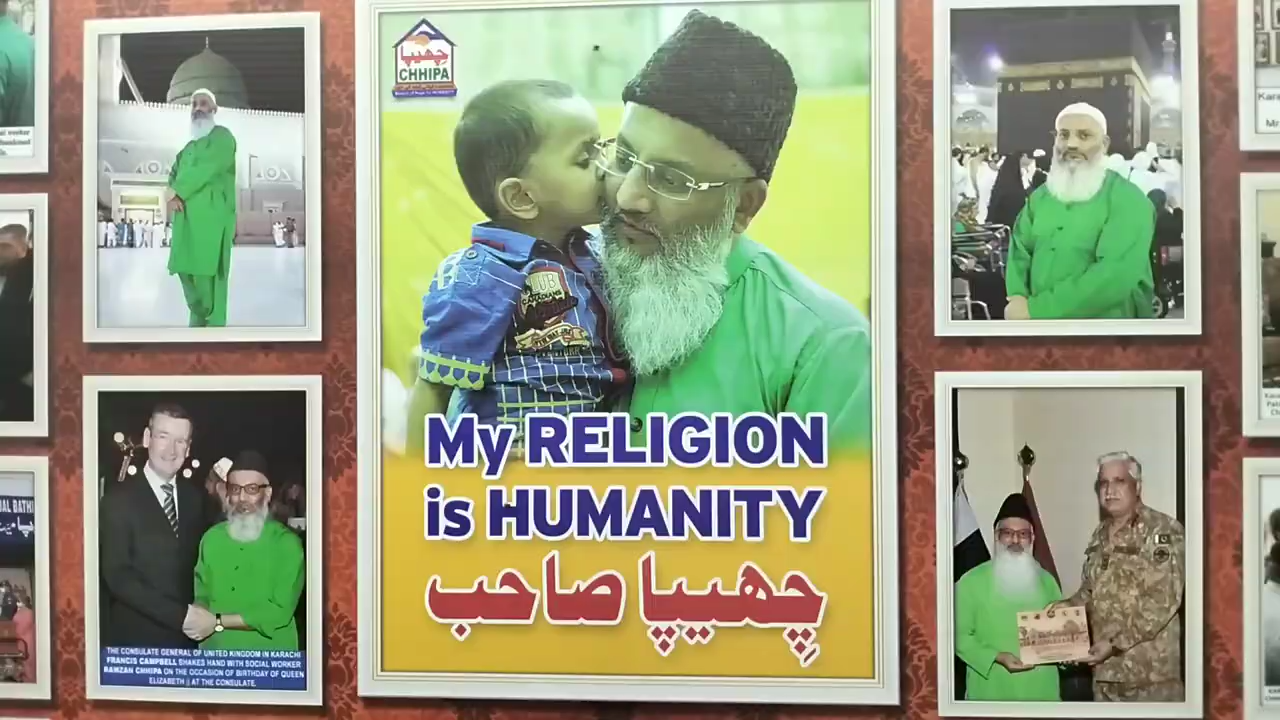 چھیپا
CHHIPA
My RELIGION
is HUMANITY
چھیپا صاحب
THE CONSULATE GENERAL OF UNITED KINGDOM IN KARACHI
FRANCIS CAMPBELL SHAKES HAND WITH SOCIAL WORKER
RAMZAN CHHIPA ON THE OCCASION OF BIRTHDAY OF QUEEN
ELIZABETH || AT THE CONSULATE.